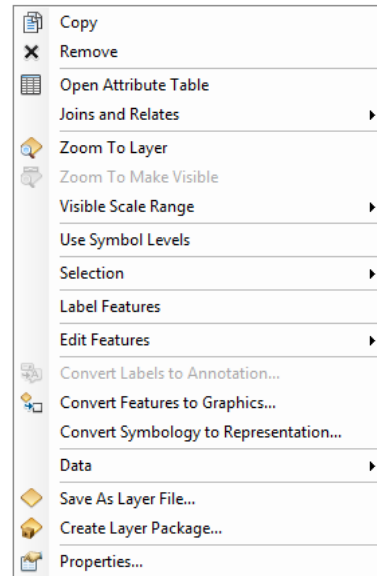 Copy
Remove
Open Attribute Table
Joins and Relates
Zoom To Layer
Zoom To Make Visible
Visible Scale Range
Use Symbol Levels
Selection
Label Features
Edit Features
Convert Labels to Annotation...
Convert Features to Graphics...
Convert Symbology to Representation...
Data
Save As Layer File...
Create Layer Package...
Properties...